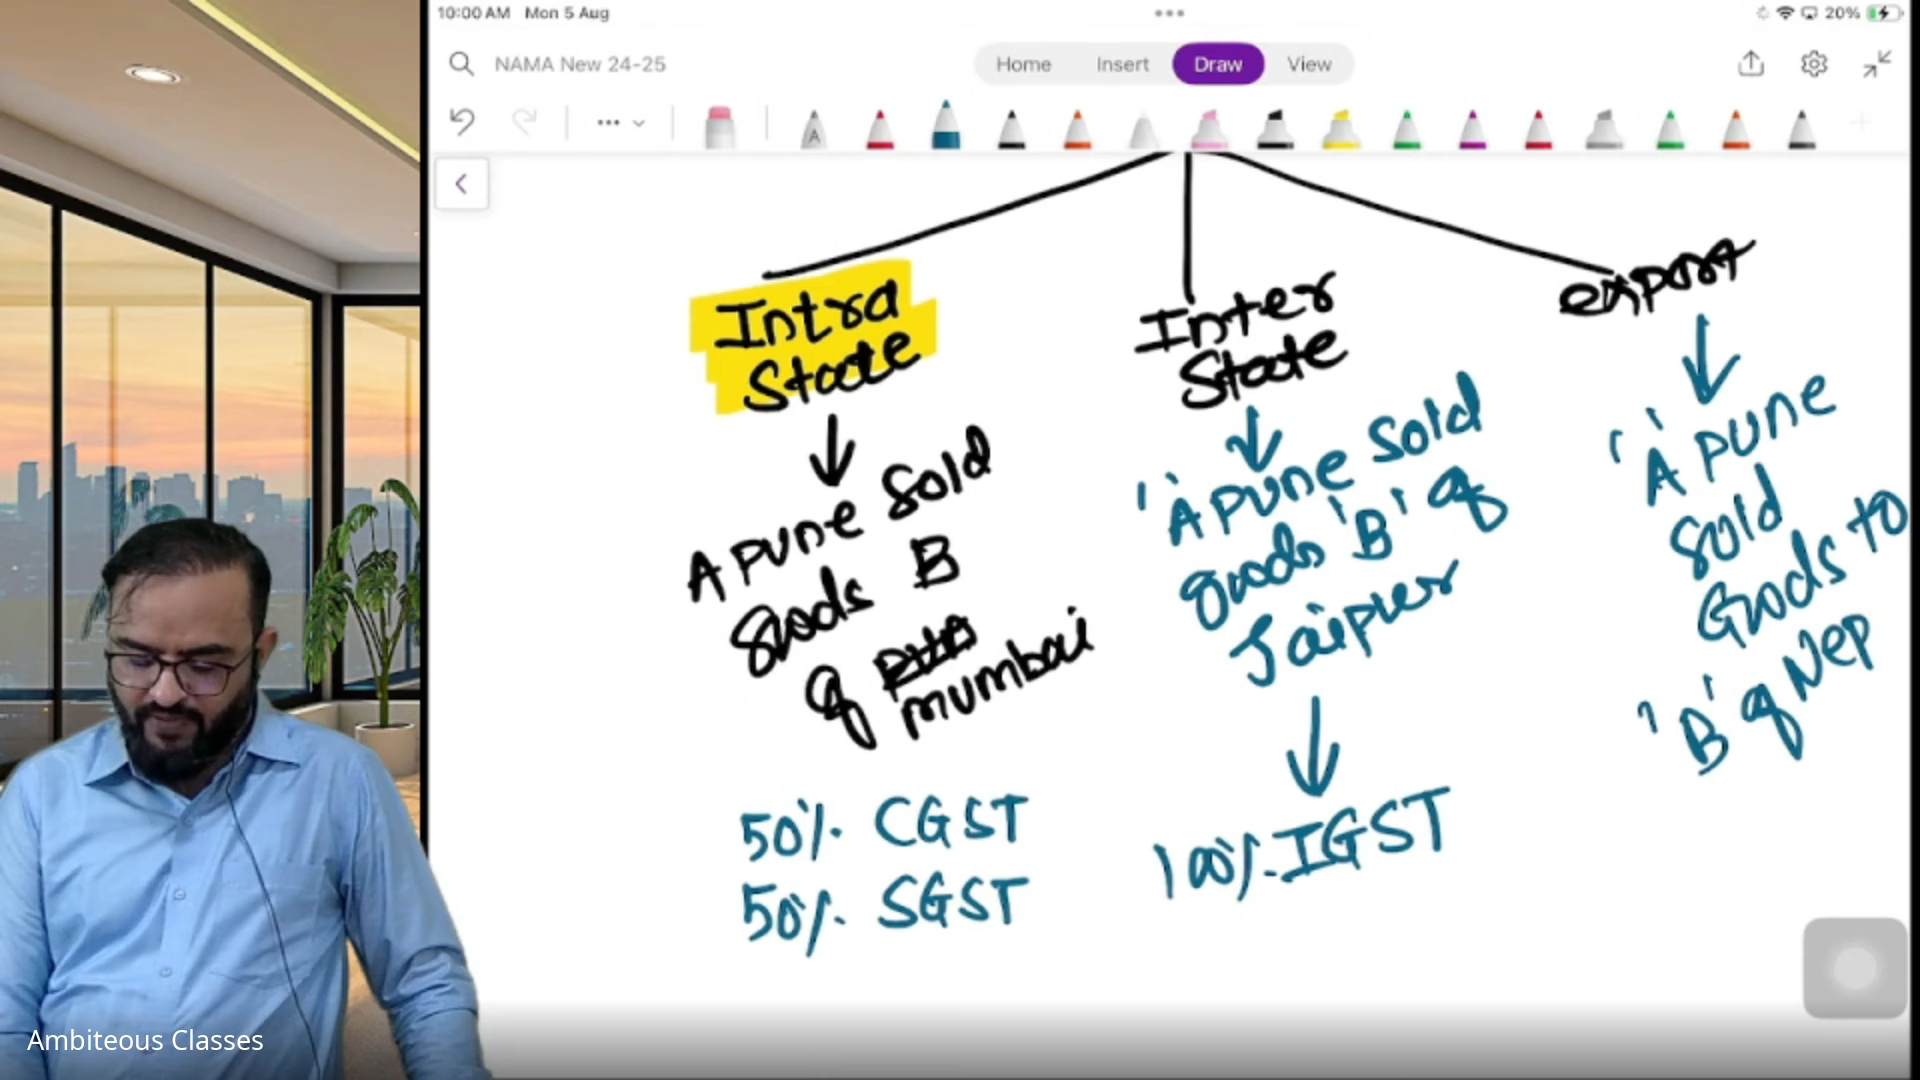 10:00 AM Mon 5 Aug
20%
NAMA New 24-25
Home Insert Draw View
A
Intra
State
A Pune Sold
goods B
of
mumbai
50% CGST
50% SGST
Inter
State
'A' Pune Sold
goods 'B' of
Jaipur
100% IGST
export
'A' Pune
Sold
Goods to
'B' of Nep
Ambiteous Classes